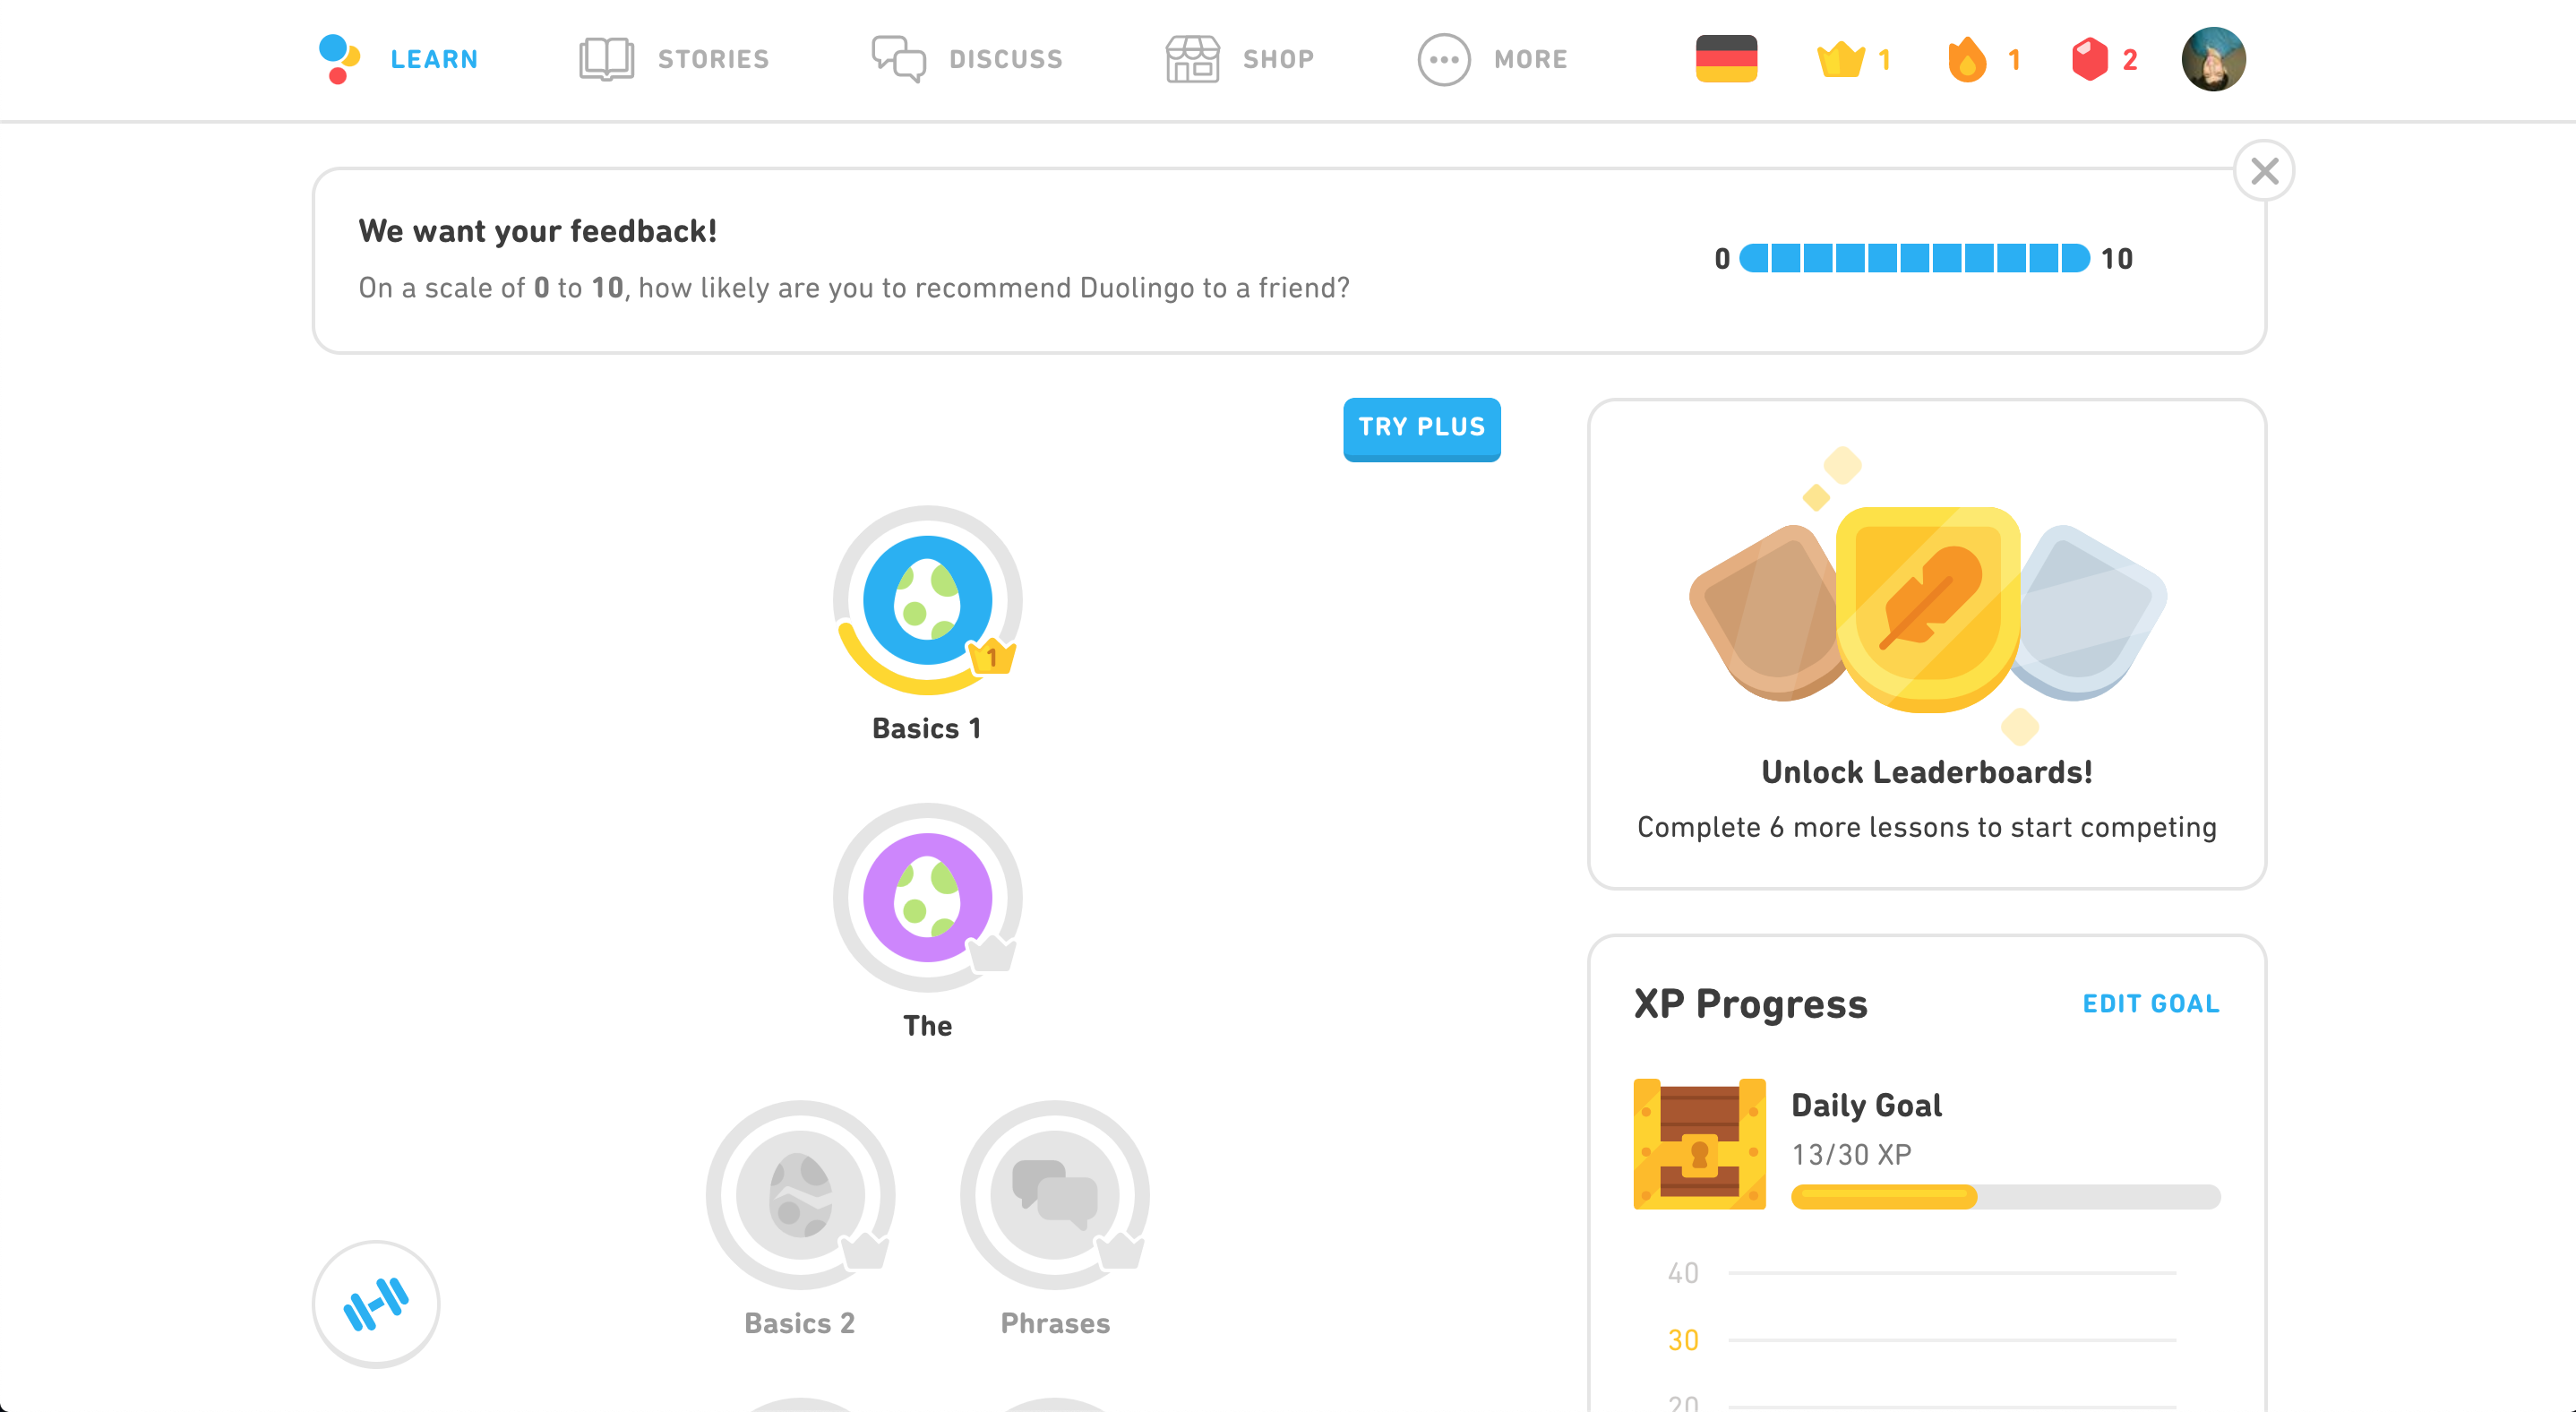 LEARN
STORIES
DISCUSS
SHOP
MORE
1
1
2
We want your feedback!
On a scale of 0 to 10, how likely are you to recommend Duolingo to a friend?
0
10
TRY PLUS
1
Basics 1
The
Basics 2
Phrases
Unlock Leaderboards!
Complete 6 more lessons to start competing
XP Progress
EDIT GOAL
Daily Goal
13/30 XP
40
30
20